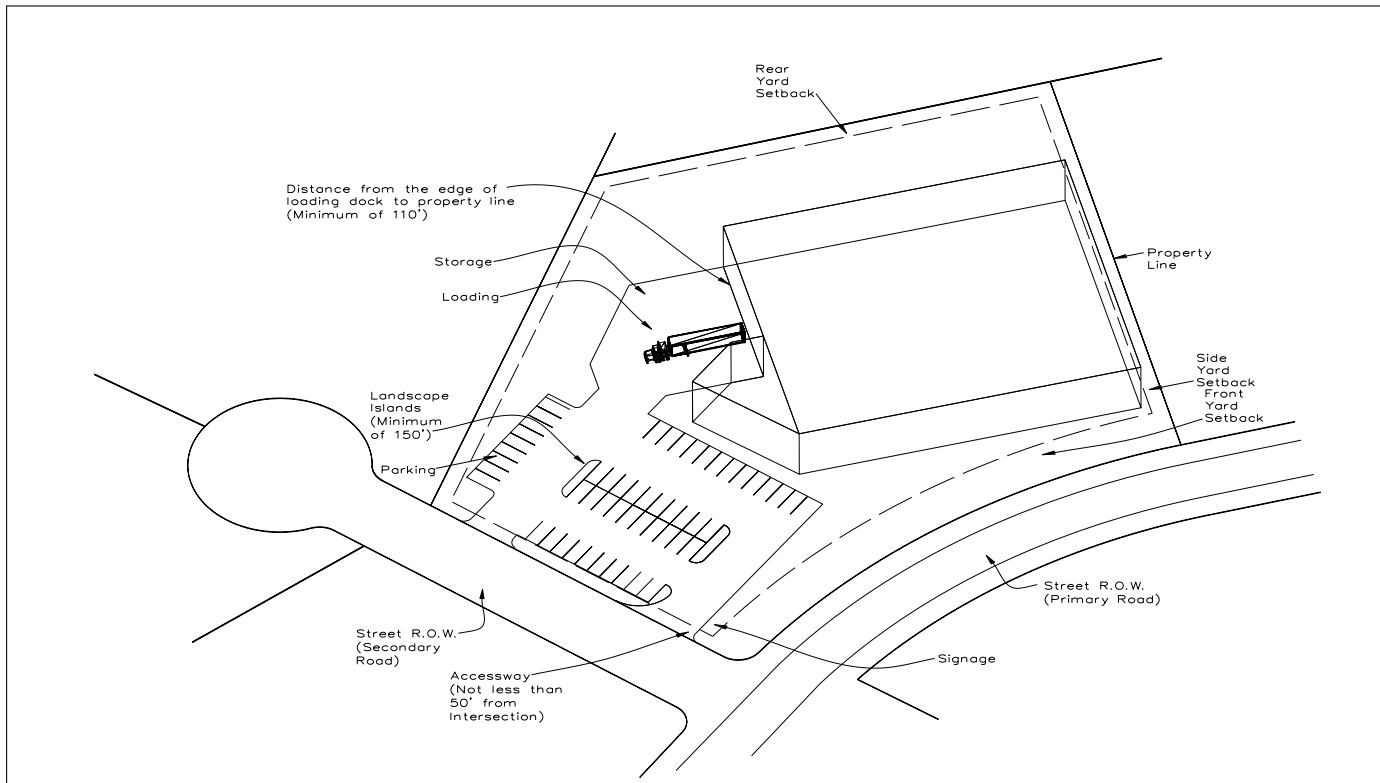 Rear
Yard
Setback
Distance from the edge of
loading dock to property line
(Minimum of 110')
Storage
Loading
Property
Line
Landscape
Islands
(Minimum
of 150')
Parking
Side
Yard
Setback
Front
Yard
Setback
Street R.O.W.
(Primary Road)
Street R.O.W.
(Secondary
Road)
Accessway
(Not less than
50' from
Intersection)
Signage